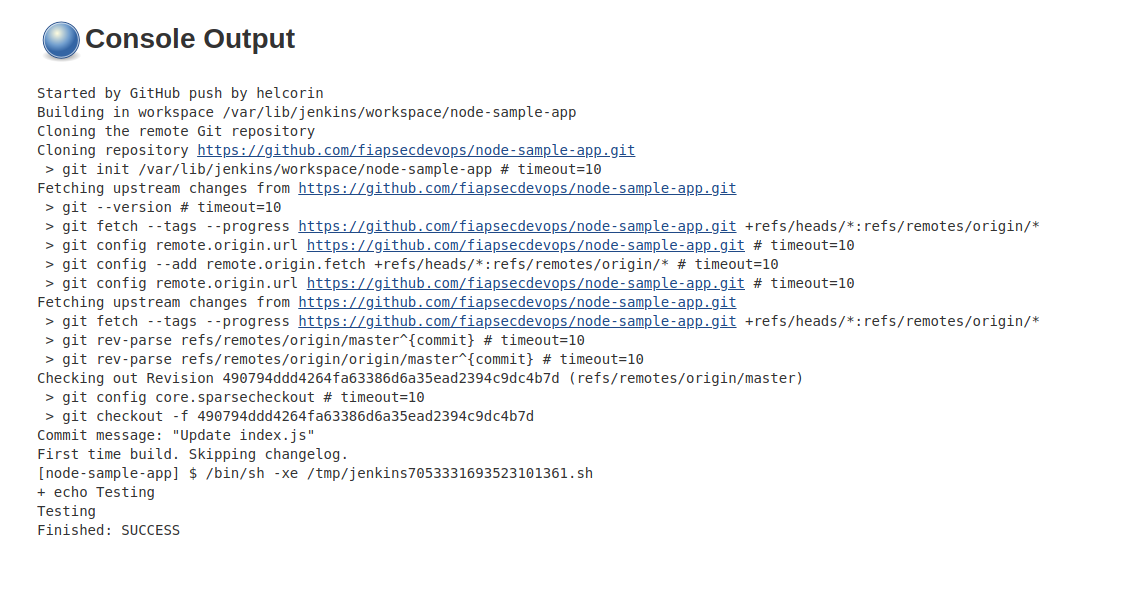 Console Output
Started by GitHub push by helcorin
Building in workspace /var/lib/jenkins/workspace/node-sample-app
Cloning the remote Git repository
Cloning repository https://github.com/fiapsecdevops/node-sample-app.git
 > git init /var/lib/jenkins/workspace/node-sample-app # timeout=10
Fetching upstream changes from https://github.com/fiapsecdevops/node-sample-app.git
 > git --version # timeout=10
 > git fetch --tags --progress https://github.com/fiapsecdevops/node-sample-app.git +refs/heads/*:refs/remotes/origin/*
 > git config remote.origin.url https://github.com/fiapsecdevops/node-sample-app.git # timeout=10
 > git config --add remote.origin.fetch +refs/heads/*:refs/remotes/origin/* # timeout=10
 > git config remote.origin.url https://github.com/fiapsecdevops/node-sample-app.git # timeout=10
Fetching upstream changes from https://github.com/fiapsecdevops/node-sample-app.git
 > git fetch --tags --progress https://github.com/fiapsecdevops/node-sample-app.git +refs/heads/*:refs/remotes/origin/*
 > git rev-parse refs/remotes/origin/master^{commit} # timeout=10
 > git rev-parse refs/remotes/origin/origin/master^{commit} # timeout=10
Checking out Revision 490794ddd4264fa63386d6a35ead2394c9dc4b7d (refs/remotes/origin/master)
 > git config core.sparsecheckout # timeout=10
 > git checkout -f 490794ddd4264fa63386d6a35ead2394c9dc4b7d
Commit message: "Update index.js"
First time build. Skipping changelog.
[node-sample-app] $ /bin/sh -xe /tmp/jenkins7053331693523101361.sh
+ echo Testing
Testing
Finished: SUCCESS